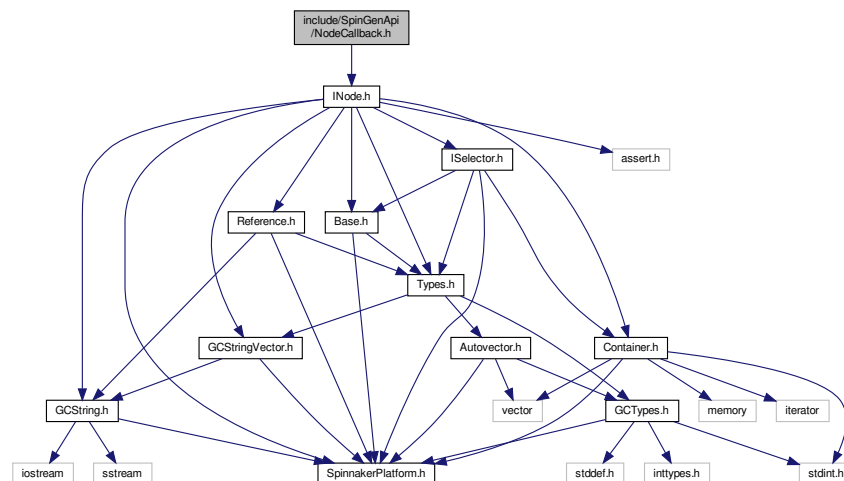 include/SpinGenApi
/NodeCallback.h
INode.h
assert.h
ISelector.h
Reference.h
Base.h
Types.h
GCStringVector.h
Autovector.h
Container.h
GCString.h
vector
GCTypes.h
memory
iterator
iostream
sstream
SpinnakerPlatform.h
stddef.h
inttypes.h
stdint.h